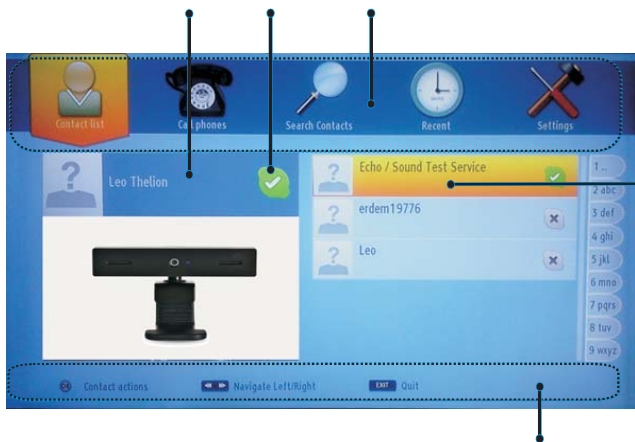 Contact list
Call phones
Search Contacts
Recent
Settings
Leo Thelion
Echo / Sound Test Service
erdem19776
Leo
1 ..
2 abc
3 def
4 ghi
5 jkl
6 mno
7 pqrs
8 tuv
9 wxyz
OK Contact actions
Navigate Left/Right
EXIT Quit